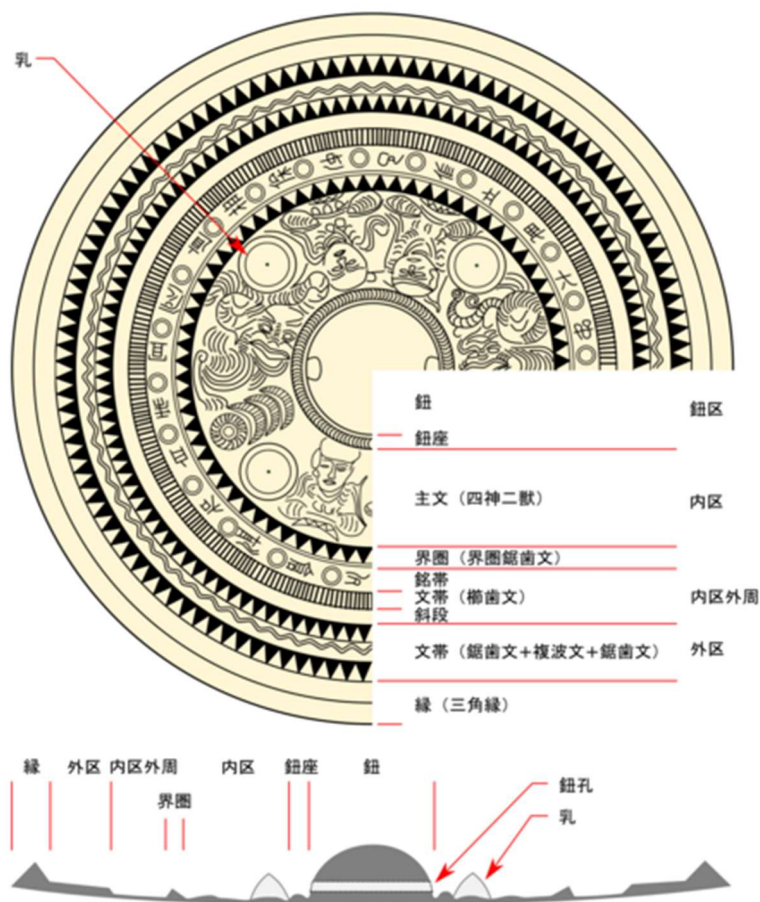 乳
鈕
鈕区
鈕座
主文（四神二獣）
内区
界圏（界圏鋸歯文）
銘帯
文帯（櫛歯文）
内区外周
斜段
文帯（鋸歯文+複波文+鋸歯文）
外区
縁（三角縁）
縁
外区
内区外周
内区
鈕座
鈕
界圏
鈕孔
乳